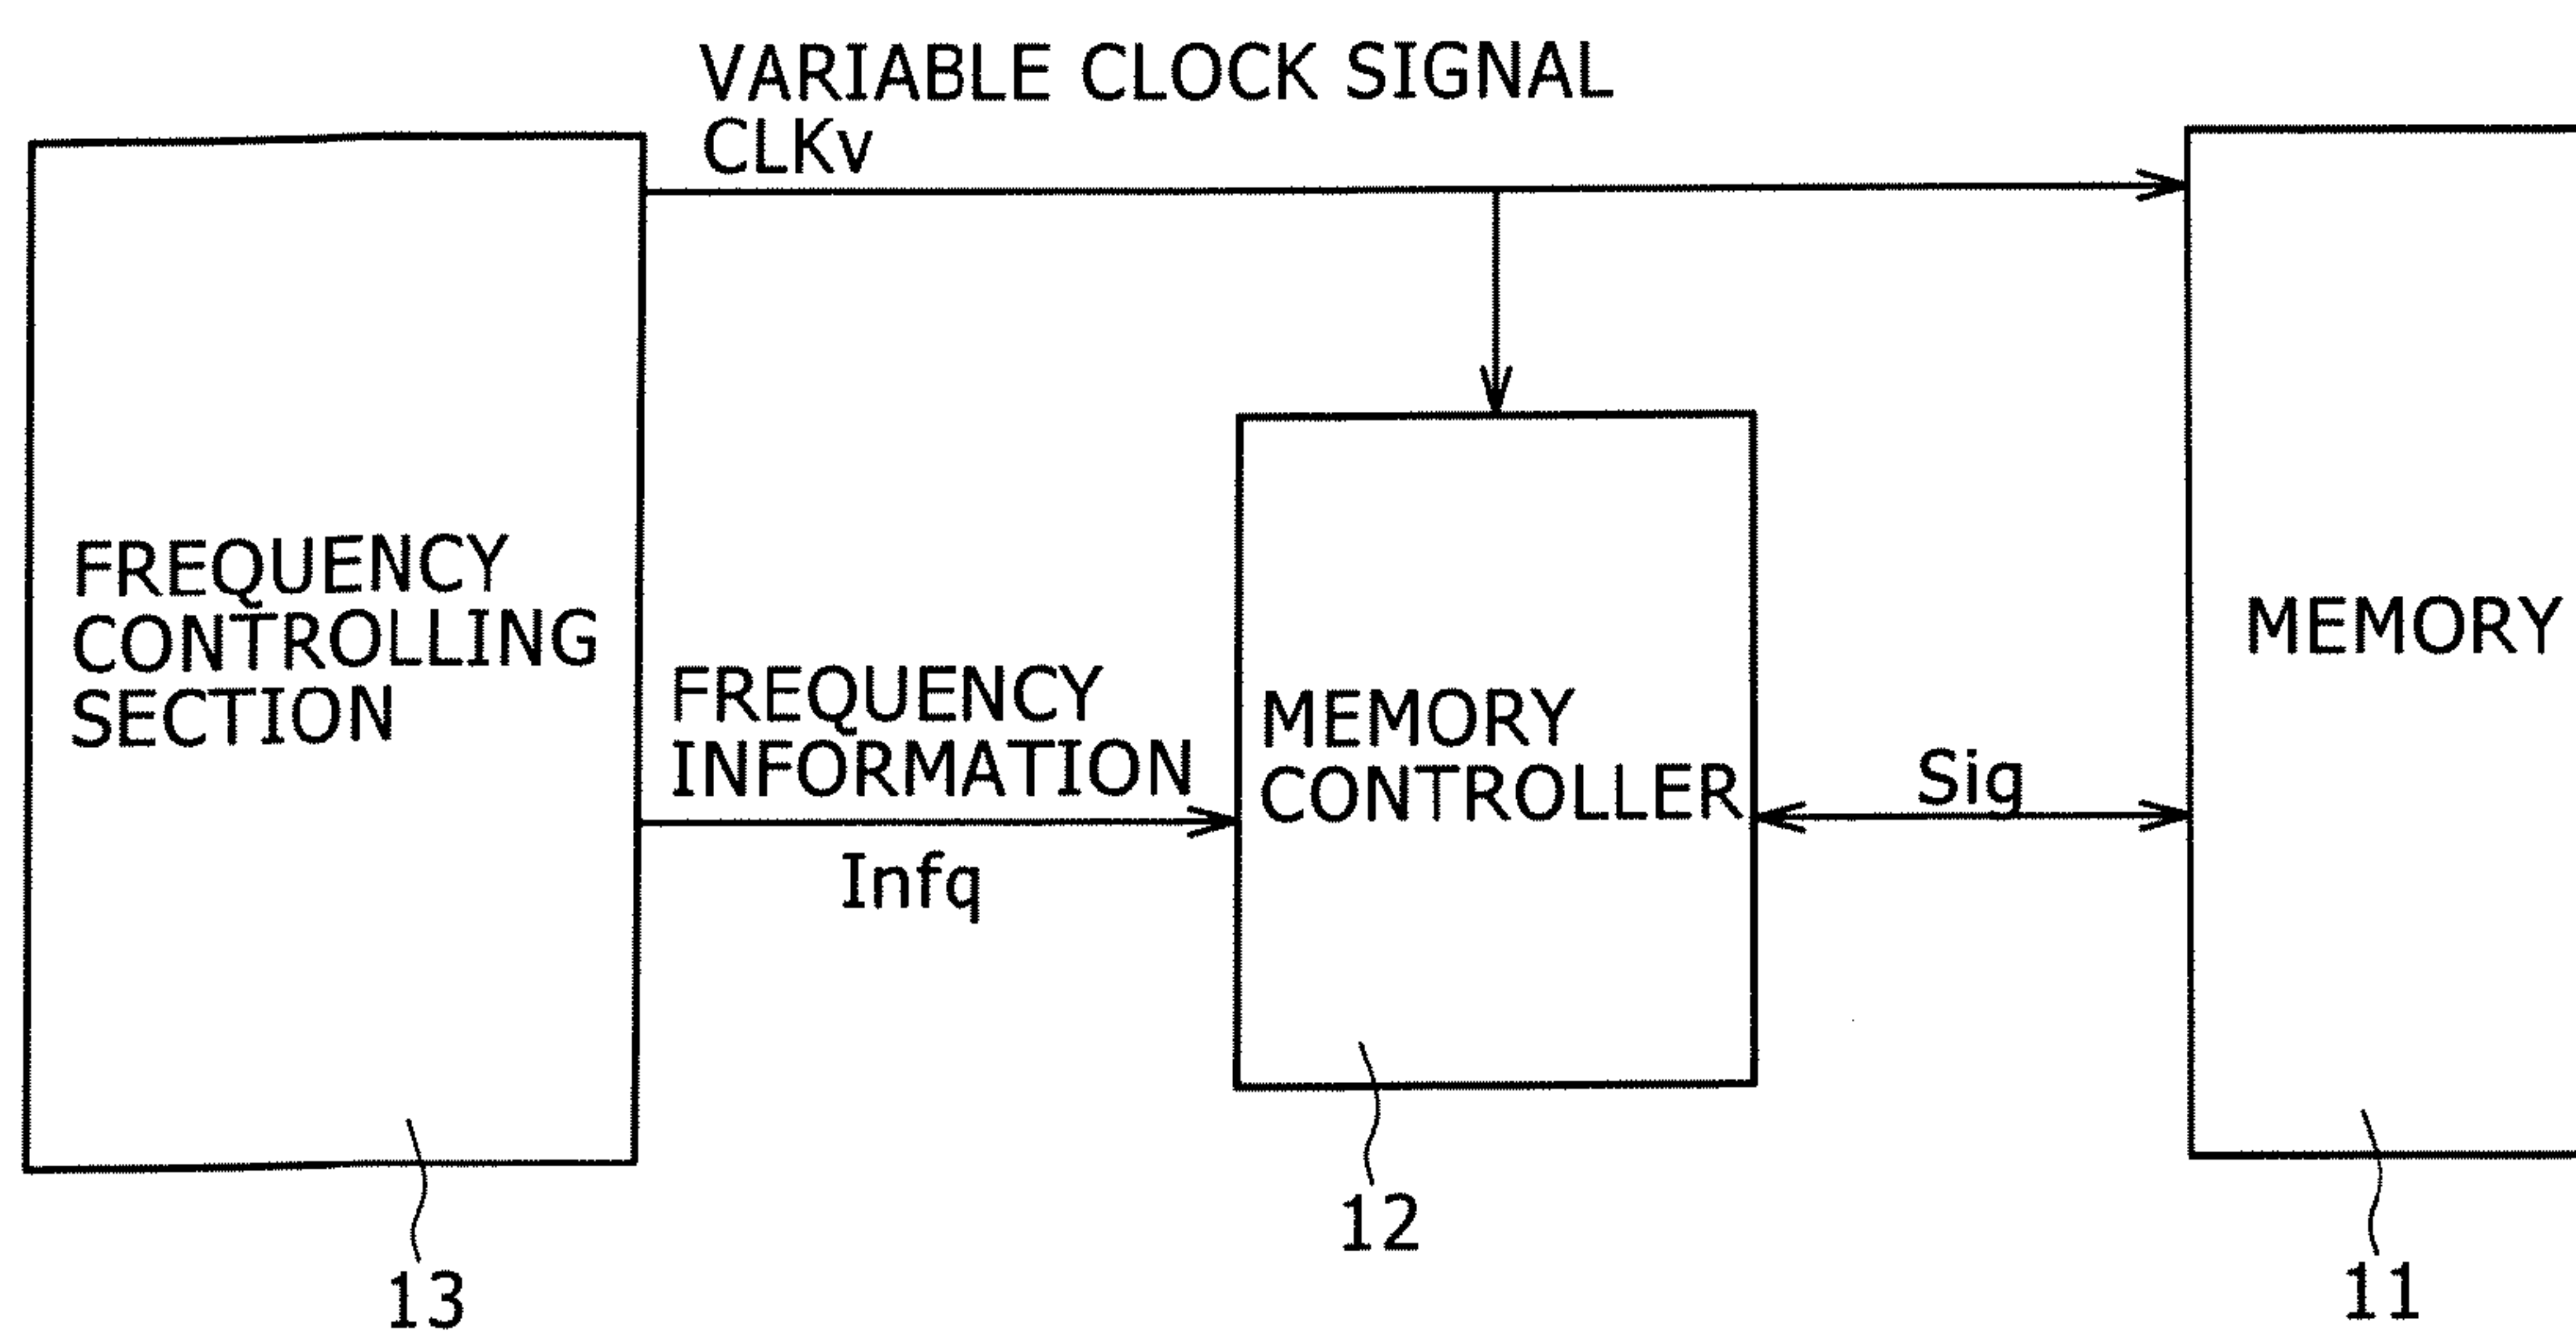 VARIABLE CLOCK SIGNAL
CLKv
FREQUENCY
CONTROLLING
SECTION
FREQUENCY
INFORMATION
Infq
MEMORY
CONTROLLER
Sig
MEMORY
13
12
11